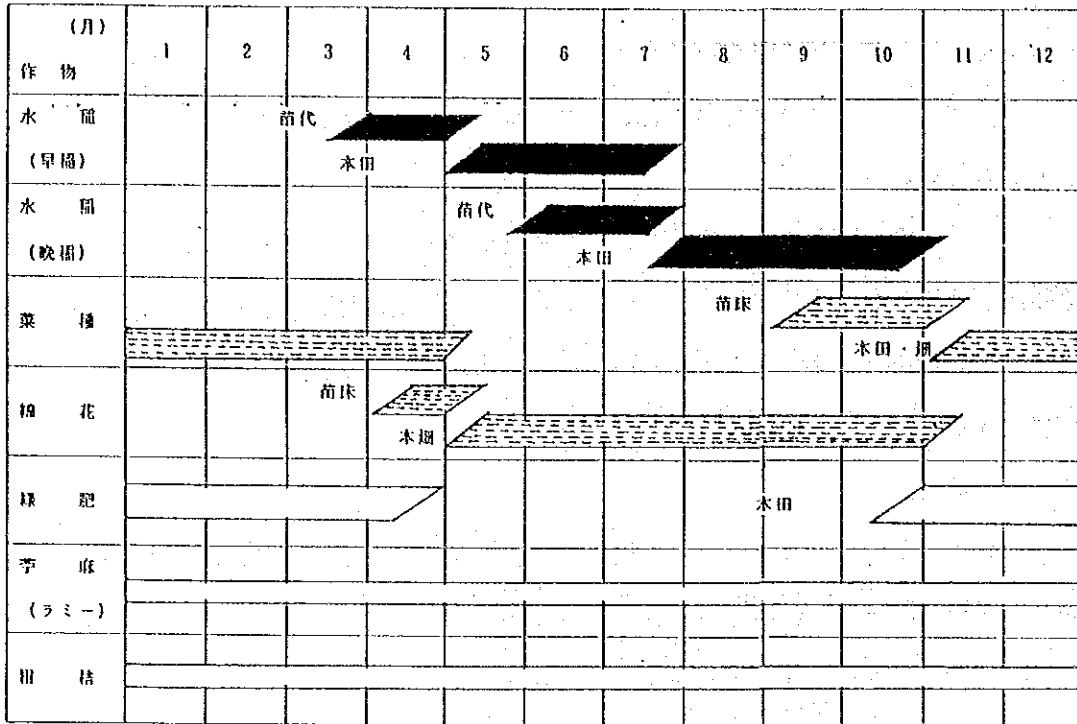 (月)
作物
1 2 3 4 5 6 7 8 9 10 11 12
水稲
(早稲)
苗代
本田
水稲
(晩稲)
苗代
本田
菜種
苗床
本田・畑
棉花
苗床
本畑
緑肥
本田
苧麻
(ラミー)
柑桔